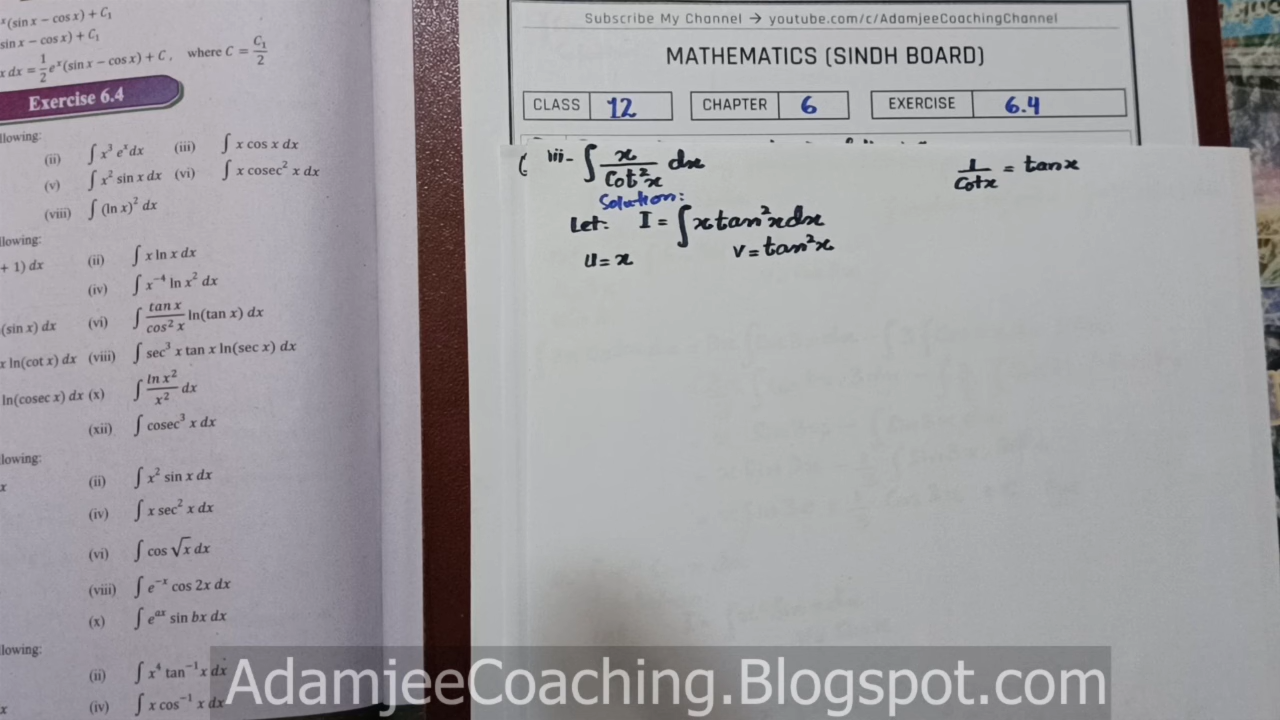 ˣ(sin x − cos x) + C₁
sin x − cos x) + C₁
x dx = 1/2 eˣ(sin x − cos x) + C, where C = C₁/2
Exercise 6.4
llowing:
(ii) ∫ x³ eˣ dx (iii) ∫ x cos x dx
(v) ∫ x² sin x dx (vi) ∫ x cosec² x dx
(viii) ∫ (ln x)² dx
llowing:
+ 1) dx (ii) ∫ x ln x dx
(iv) ∫ x⁻⁴ ln x² dx
(sin x) dx (vi) ∫ tan x/cos² x ln(tan x) dx
x ln(cot x) dx (viii) ∫ sec³ x tan x ln(sec x) dx
ln(cosec x) dx (x) ∫ ln x²/x² dx
(xii) ∫ cosec³ x dx
lowing:
x (ii) ∫ x² sin x dx
(iv) ∫ x sec² x dx
(vi) ∫ cos √x dx
(viii) ∫ e⁻ˣ cos 2x dx
(x) ∫ eᵃˣ sin bx dx
lowing:
(ii) ∫ x⁴ tan⁻¹ x dx
x (iv) ∫ x cos⁻¹ x dx
Subscribe My Channel → youtube.com/c/AdamjeeCoachingChannel
MATHEMATICS (SINDH BOARD)
CLASS 12 CHAPTER 6 EXERCISE 6.4
vii- ∫ x/Cot²x dx 1/Cotx = tanx
Solution:
Let: I = ∫ x tan²x dx
u = x v = tan²x
AdamjeeCoaching.Blogspot.com